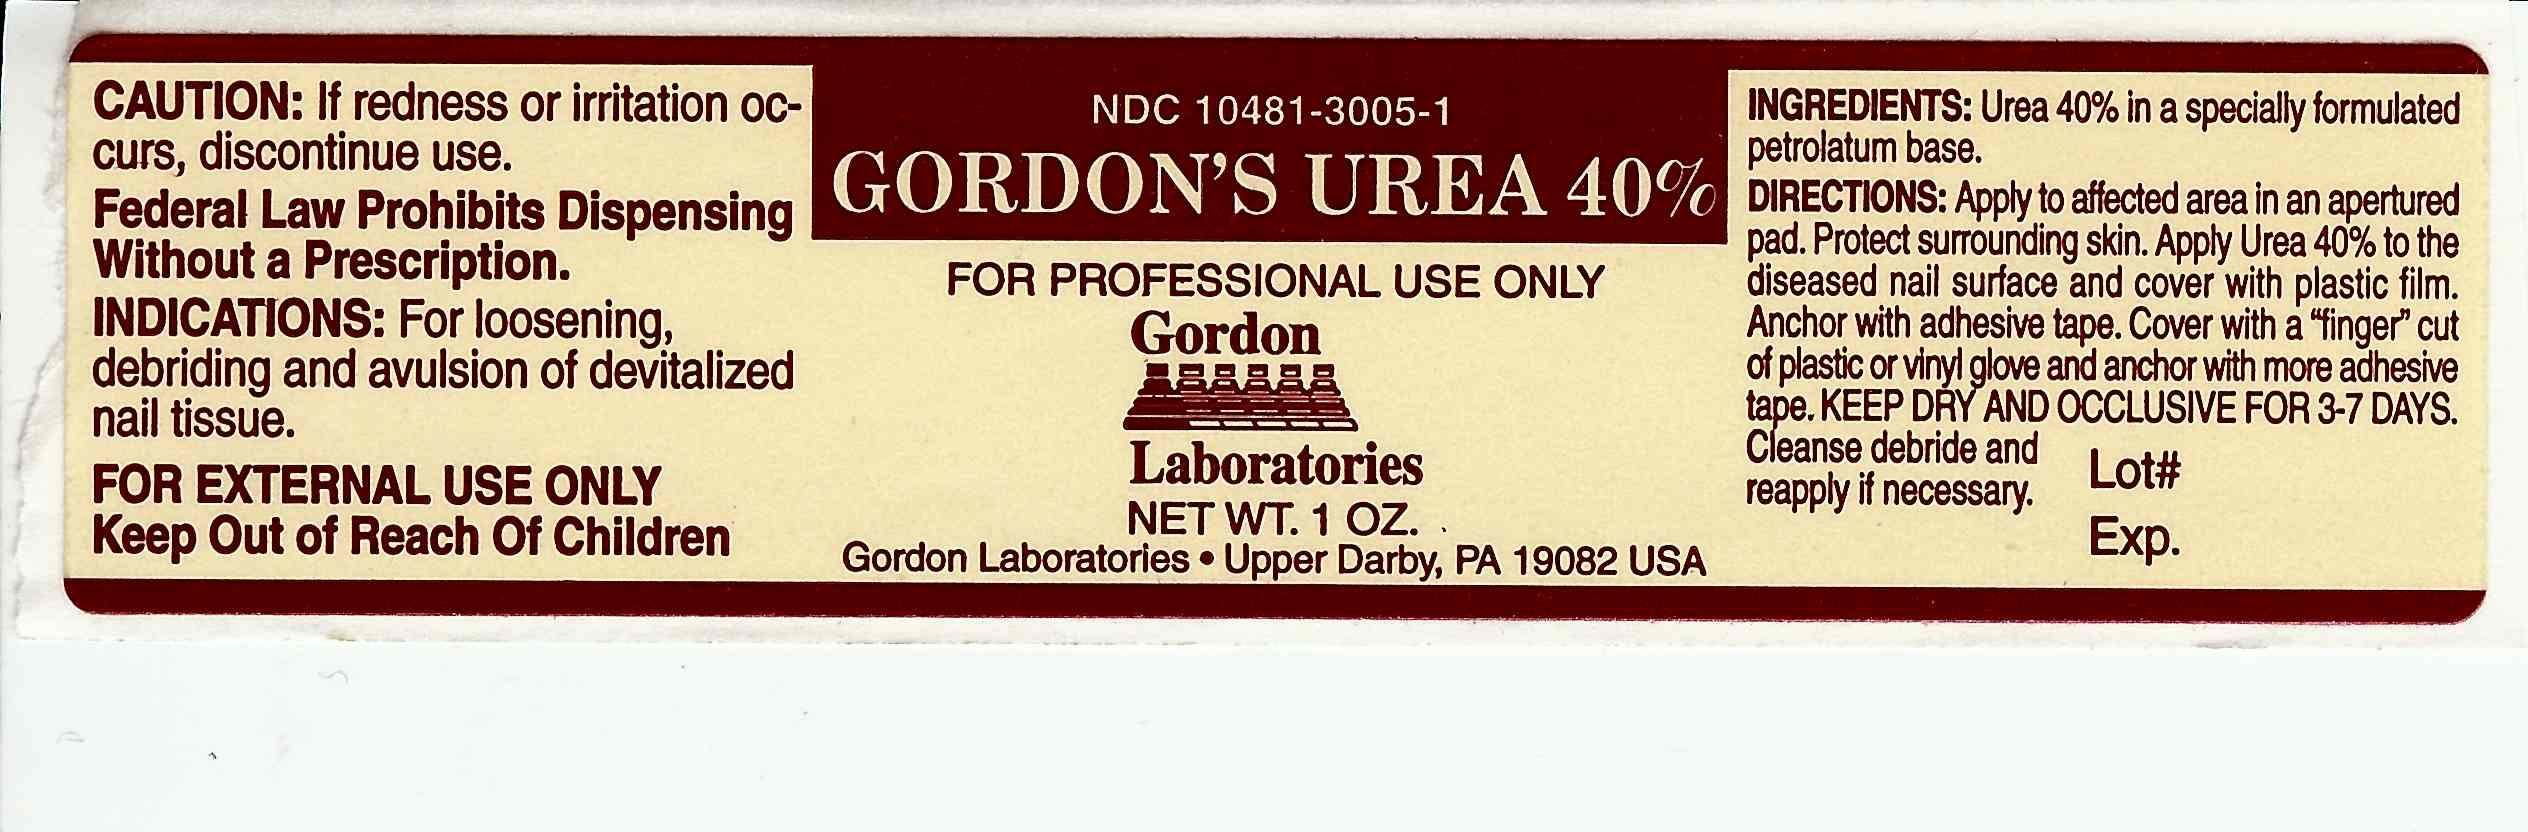 CAUTION: If redness or irritation oc-
curs, discontinue use.
Federal Law Prohibits Dispensing
Without a Prescription.
INDICATIONS: For loosening,
debriding and avulsion of devitalized
nail tissue.
FOR EXTERNAL USE ONLY
Keep Out of Reach Of Children
NDC 10481-3005-1
GORDON'S UREA 40%
FOR PROFESSIONAL USE ONLY
Gordon
Laboratories
NET WT. 1 OZ.
Gordon Laboratories • Upper Darby, PA 19082 USA
INGREDIENTS: Urea 40% in a specially formulated
petrolatum base.
DIRECTIONS: Apply to affected area in an apertured
pad. Protect surrounding skin. Apply Urea 40% to the
diseased nail surface and cover with plastic film.
Anchor with adhesive tape. Cover with a "finger" cut
of plastic or vinyl glove and anchor with more adhesive
tape. KEEP DRY AND OCCLUSIVE FOR 3-7 DAYS.
Cleanse debride and
reapply if necessary.
Lot#
Exp.